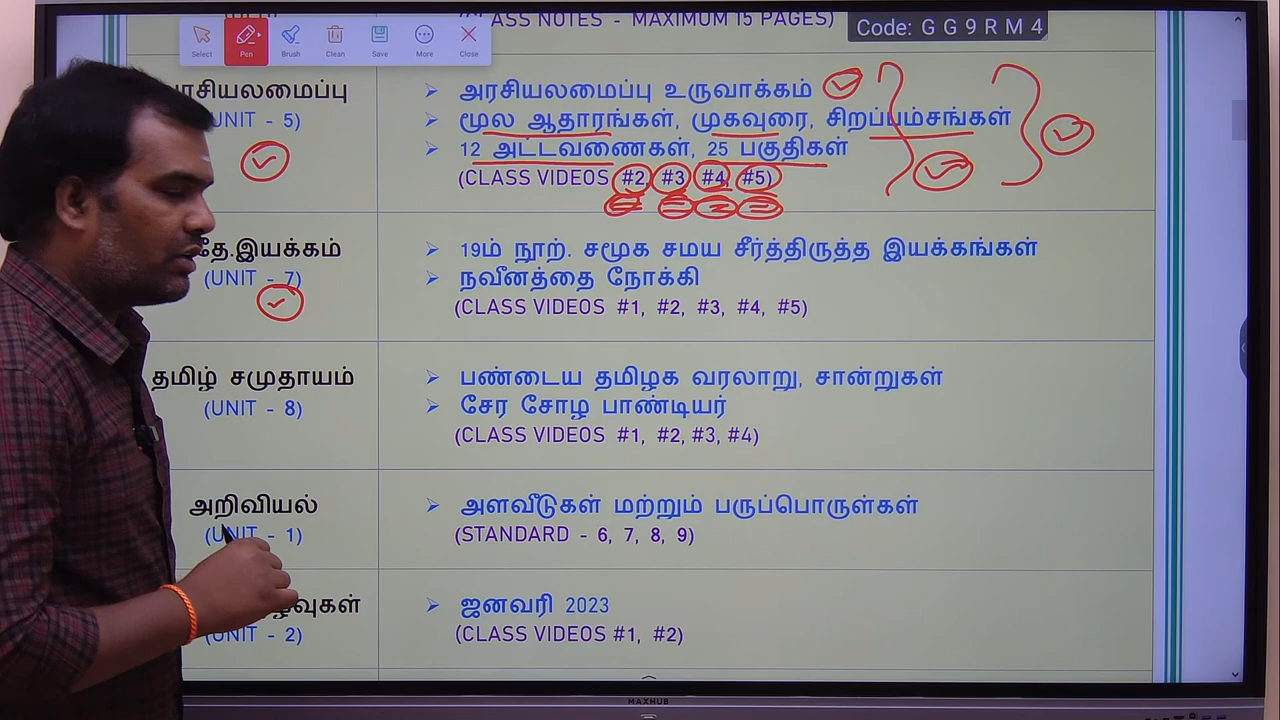 (CLASS NOTES - MAXIMUM 15 PAGES)
Code: G G 9 R M 4
Select Pen Brush Clean Save More Close
அரசியலமைப்பு உருவாக்கம்
(UNIT - 5)
மூல ஆதாரங்கள், முகவுரை, சிறப்பம்சங்கள்
12 அட்டவணைகள், 25 பகுதிகள்
(CLASS VIDEOS #2, #3, #4, #5)
தே.இயக்கம்
(UNIT - 7)
19ம் நூற். சமூக சமய சீர்த்திருத்த இயக்கங்கள்
நவீனத்தை நோக்கி
(CLASS VIDEOS #1, #2, #3, #4, #5)
தமிழ் சமுதாயம்
(UNIT - 8)
பண்டைய தமிழக வரலாறு, சான்றுகள்
சேர சோழ பாண்டியர்
(CLASS VIDEOS #1, #2, #3, #4)
அறிவியல்
(UNIT - 1)
அளவீடுகள் மற்றும் பருப்பொருள்கள்
(STANDARD - 6, 7, 8, 9)
(UNIT - 2)
ஜனவரி 2023
(CLASS VIDEOS #1, #2)
MAXHUB